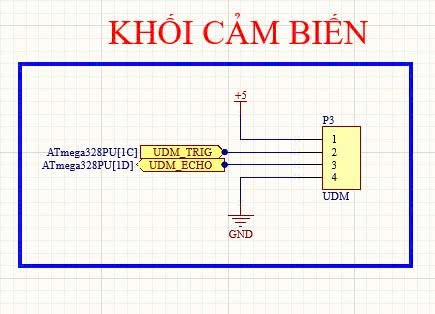 KHỐI CẢM BIẾN
+5
P3
1
ATmega328PU[1C] UDM_TRIG 2
ATmega328PU[1D] UDM_ECHO 3
4
UDM
GND